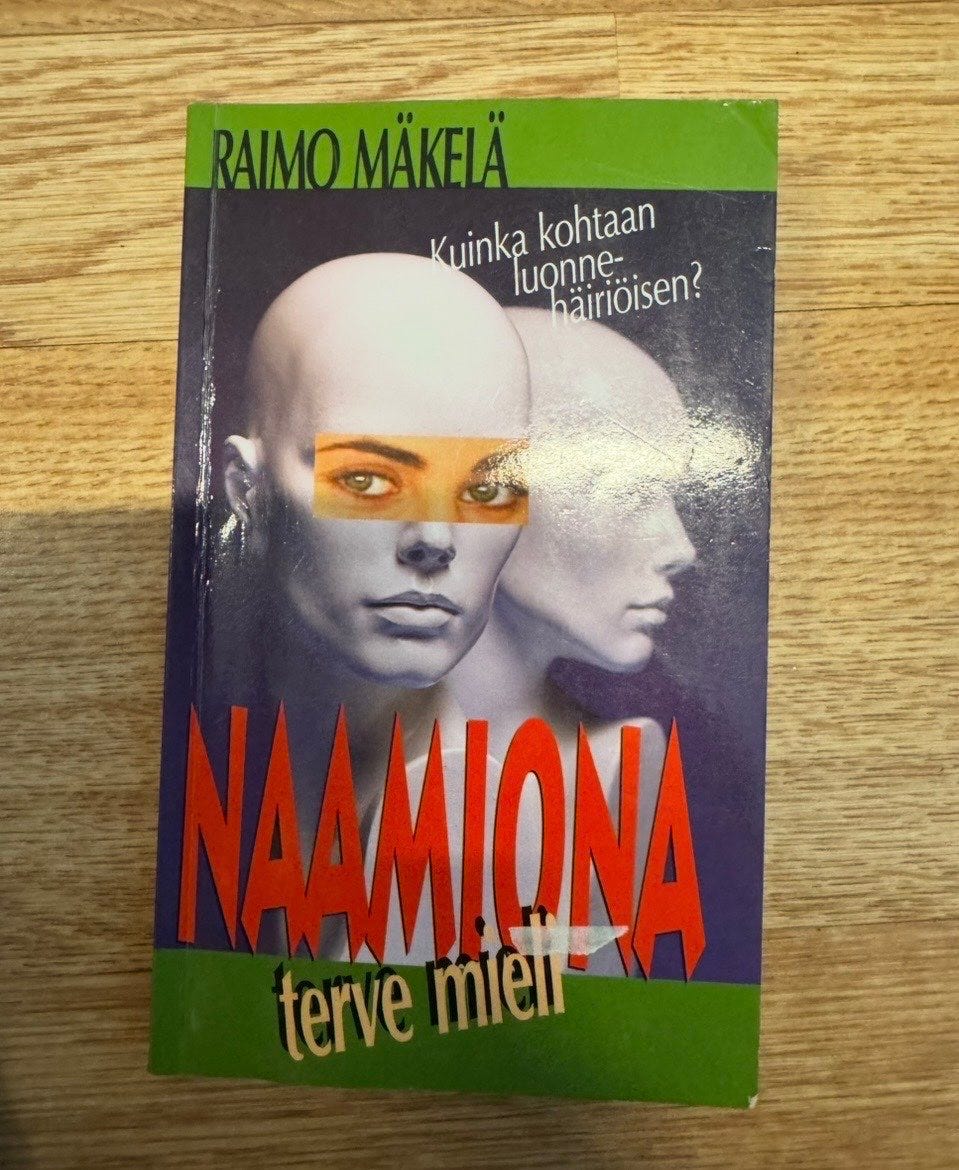 RAIMO MÄKELÄ
Kuinka kohtaan
luonne-
häiriöisen?
NAAMIONA
terve mieli